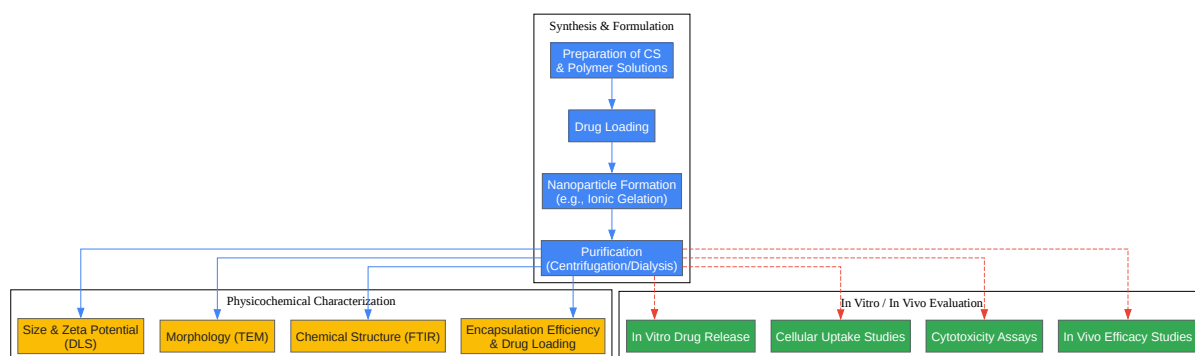 Synthesis & Formulation
Preparation of CS
& Polymer Solutions
Drug Loading
Nanoparticle Formation
(e.g., Ionic Gelation)
Purification
(Centrifugation/Dialysis)
Physicochemical Characterization
Size & Zeta Potential
(DLS)
Morphology (TEM)
Chemical Structure (FTIR)
Encapsulation Efficiency
& Drug Loading
In Vitro / In Vivo Evaluation
In Vitro Drug Release
Cellular Uptake Studies
Cytotoxicity Assays
In Vivo Efficacy Studies